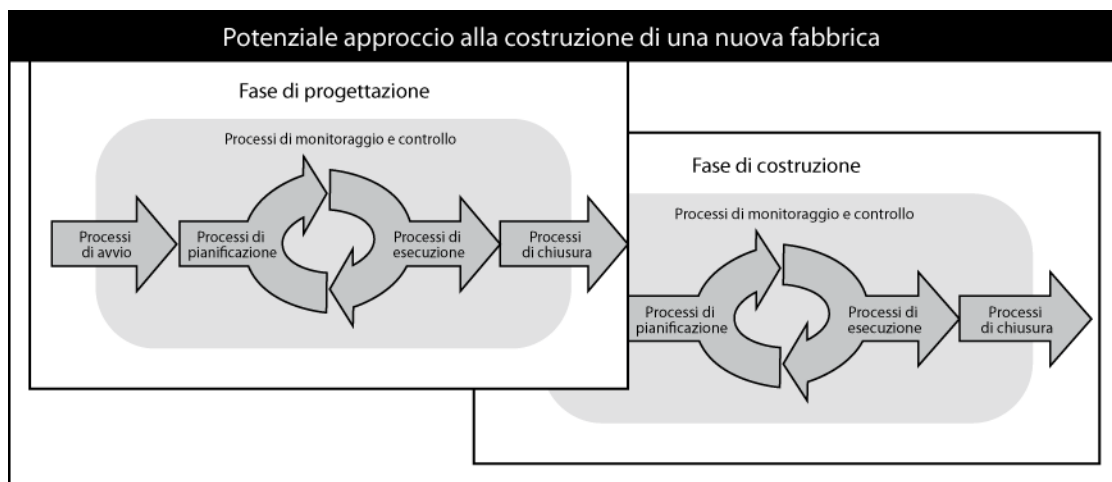 Potenziale approccio alla costruzione di una nuova fabbrica
Fase di progettazione
Processi di monitoraggio e controllo
Processi
di avvio
Processi di
pianificazione
Processi di
esecuzione
Processi
di chiusura
Fase di costruzione
Processi di monitoraggio e controllo
Processi di
pianificazione
Processi di
esecuzione
Processi
di chiusura